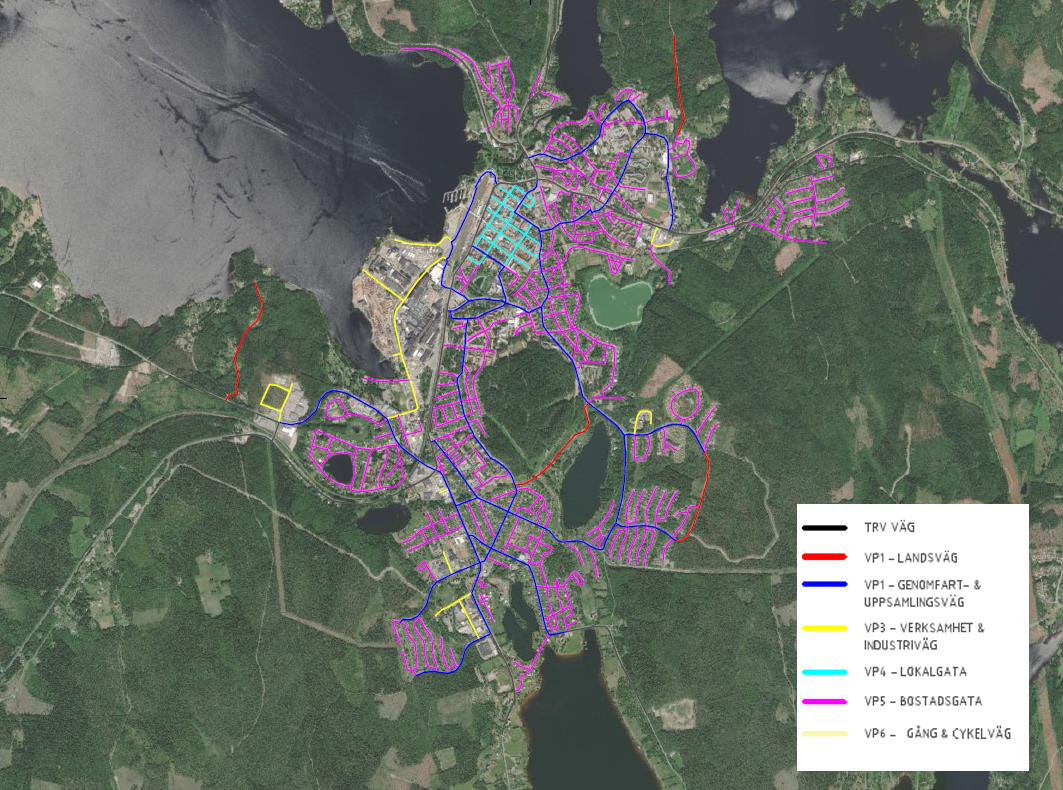 TRV VÄG
VP1 - LANDSVÄG
VP1 - GENOMFART- &
UPPSAMLINGSVÄG
VP3 - VERKSAMHET &
INDUSTRIVÄG
VP4 - LOKALGATA
VP5 - BOSTADSGATA
VP6 - GÅNG & CYKELVÄG